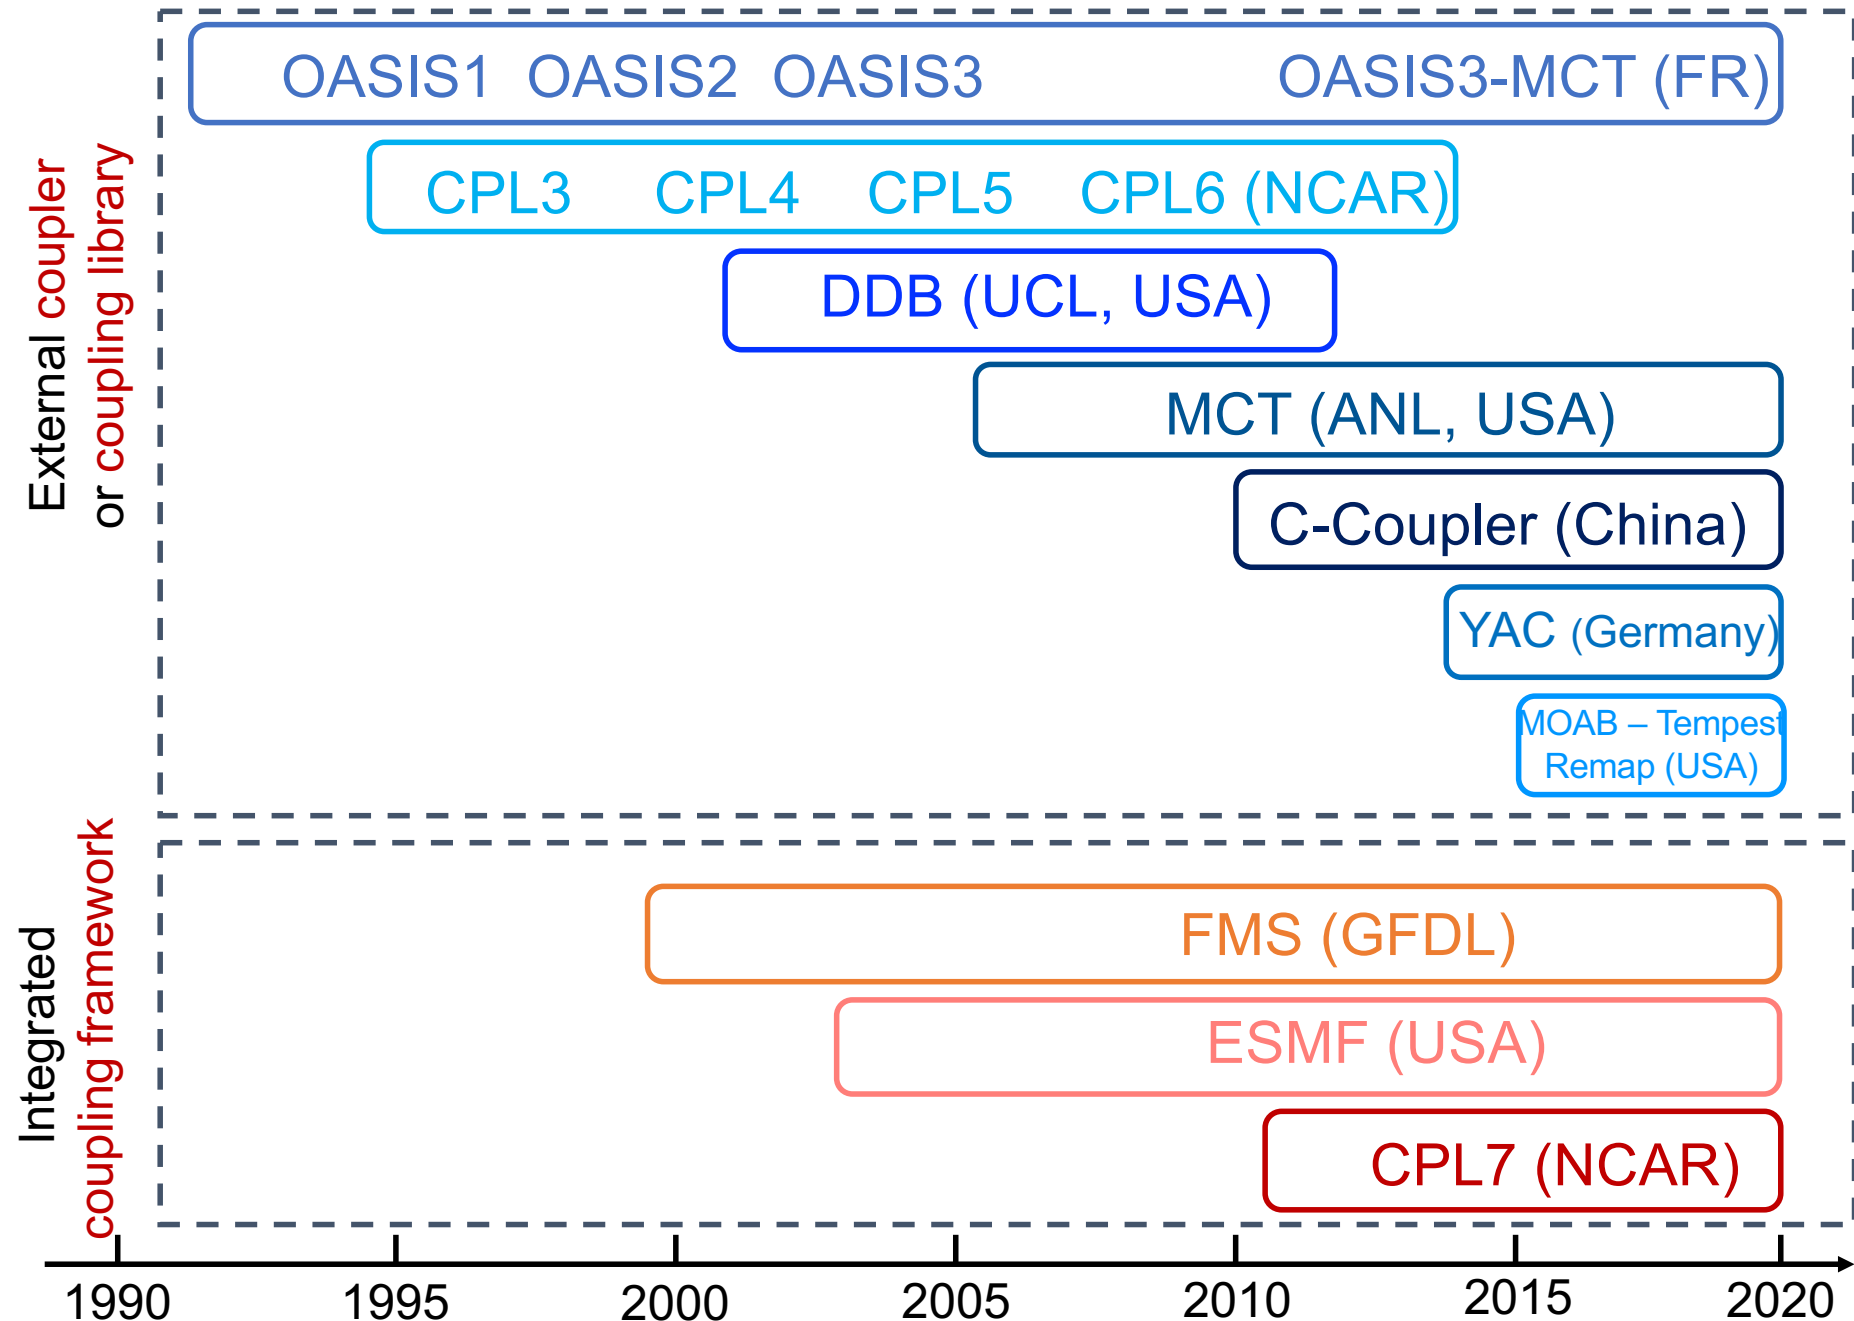 External coupler
or coupling library
OASIS1 OASIS2 OASIS3 OASIS3-MCT (FR)
CPL3 CPL4 CPL5 CPL6 (NCAR)
DDB (UCL, USA)
MCT (ANL, USA)
C-Coupler (China)
YAC (Germany)
MOAB – Tempest
Remap (USA)
Integrated
coupling framework
FMS (GFDL)
ESMF (USA)
CPL7 (NCAR)
1990 1995 2000 2005 2010 2015 2020